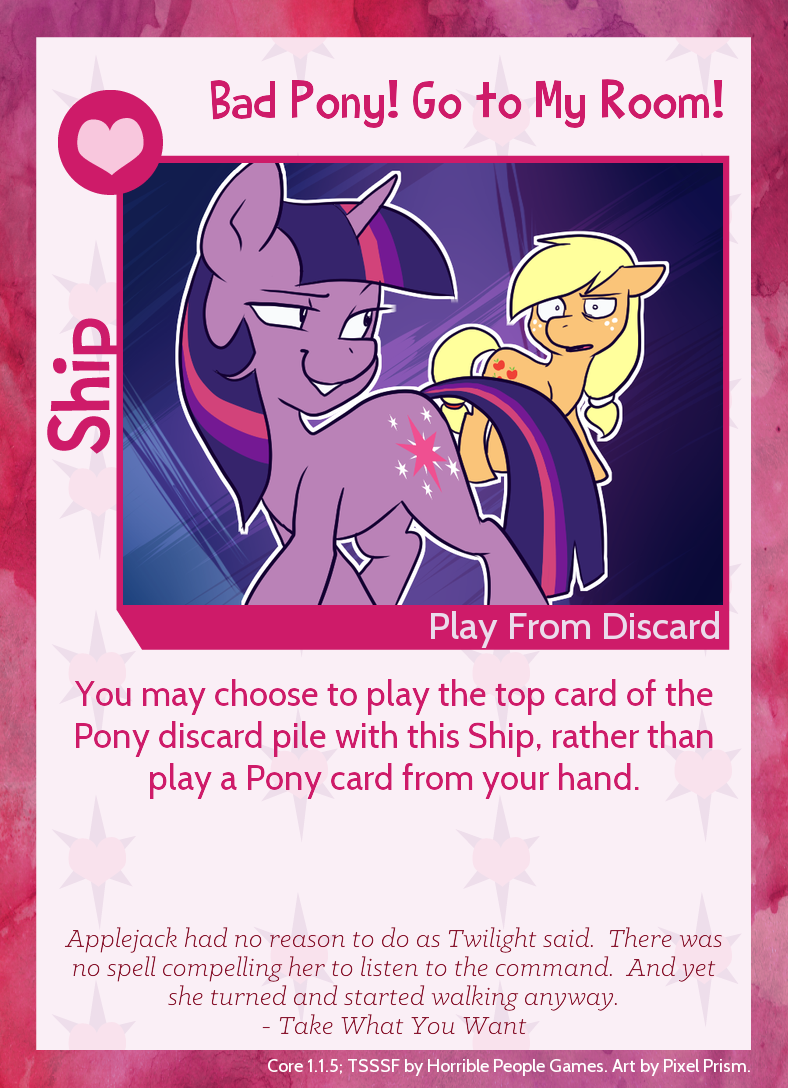 Bad Pony! Go to My Room!
Ship
Play From Discard
You may choose to play the top card of the
Pony discard pile with this Ship, rather than
play a Pony card from your hand.
Applejack had no reason to do as Twilight said.  There was
no spell compelling her to listen to the command.  And yet
she turned and started walking anyway.
- Take What You Want
Core 1.1.5; TSSSF by Horrible People Games. Art by Pixel Prism.